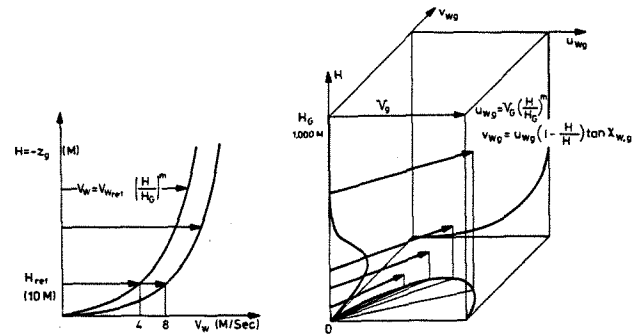 H=-Zg (M)
V_W=V_Wref (H/H_G)^m
H_ref
(10 M)
4 8 V_W (M/Sec)
v_wg
u_wg
H
H_G
1,000 M
V_g
u_wg=V_G(H/H_G)^m
v_wg=u_wg(1-H/H)tan χ_w,g
0